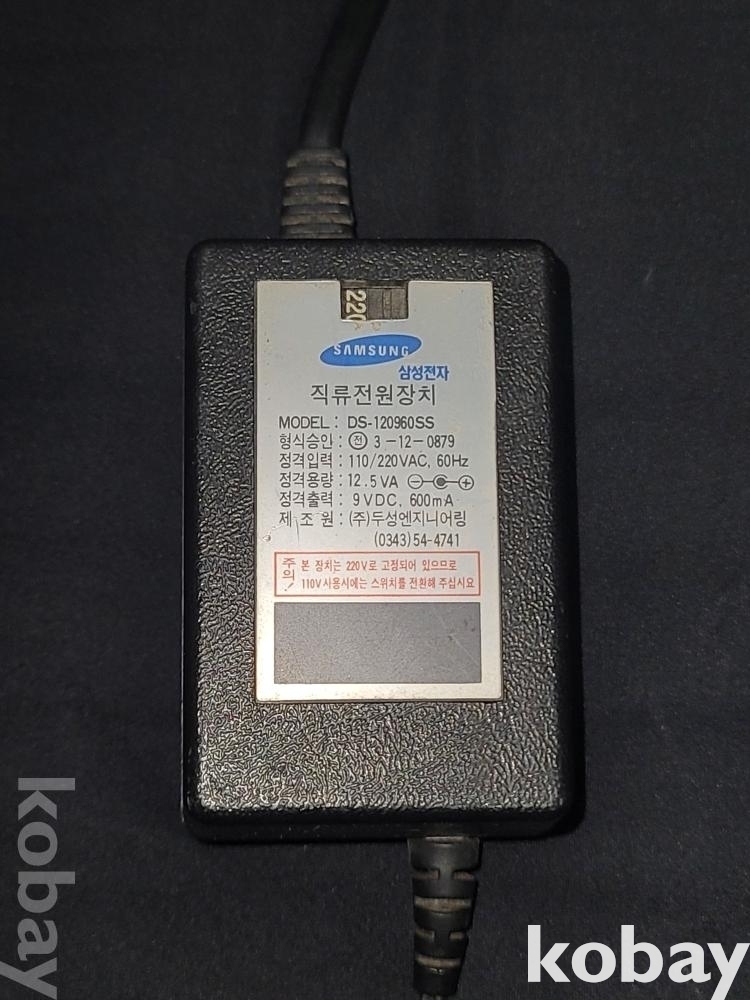 220
SAMSUNG
삼성전자
직류전원장치
MODEL : DS-120960SS
형식승인 : 전 3-12-0879
정격입력 : 110/220VAC, 60Hz
정격용량 : 12.5VA
정격출력 : 9VDC, 600mA
제 조 원 : (주)두성엔지니어링
(0343)54-4741
주의! 본 장치는 220V로 고정되어 있으므로
110V사용시에는 스위치를 전환해 주십시요
kobay
kobay